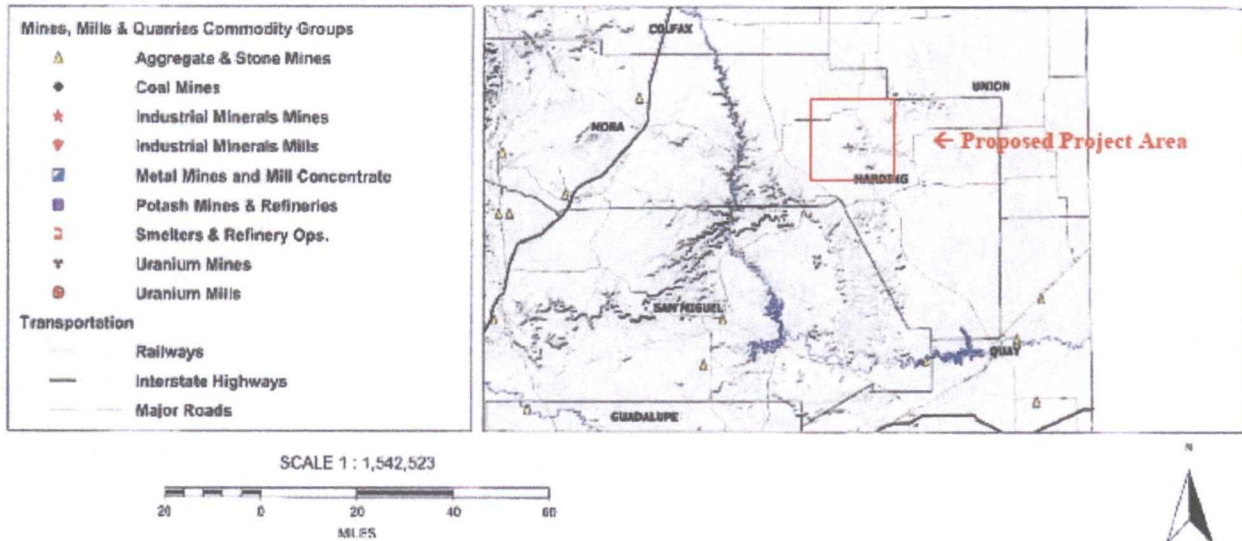 Mines, Mills & Quarries Commodity Groups
Aggregate & Stone Mines
Coal Mines
Industrial Minerals Mines
Industrial Minerals Mills
Metal Mines and Mill Concentrate
Potash Mines & Refineries
Smelters & Refinery Ops.
Uranium Mines
Uranium Mills
Transportation
Railways
Interstate Highways
Major Roads
COLFAX
UNION
MORA
← Proposed Project Area
HARDING
SAN MIGUEL
QUAY
GUADALUPE
SCALE 1 : 1,542,523
20 0 20 40 60
MILES
N